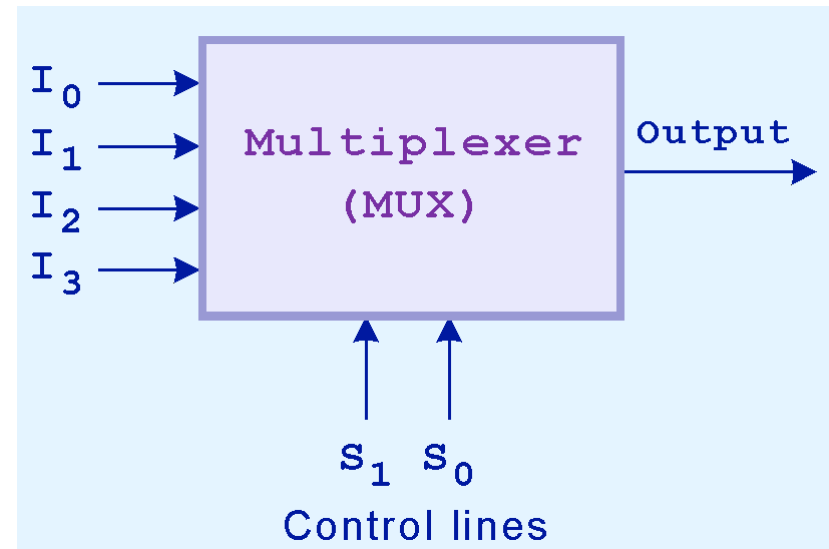 I₀
I₁
I₂
I₃
Multiplexer
(MUX)
Output
S₁ S₀
Control lines